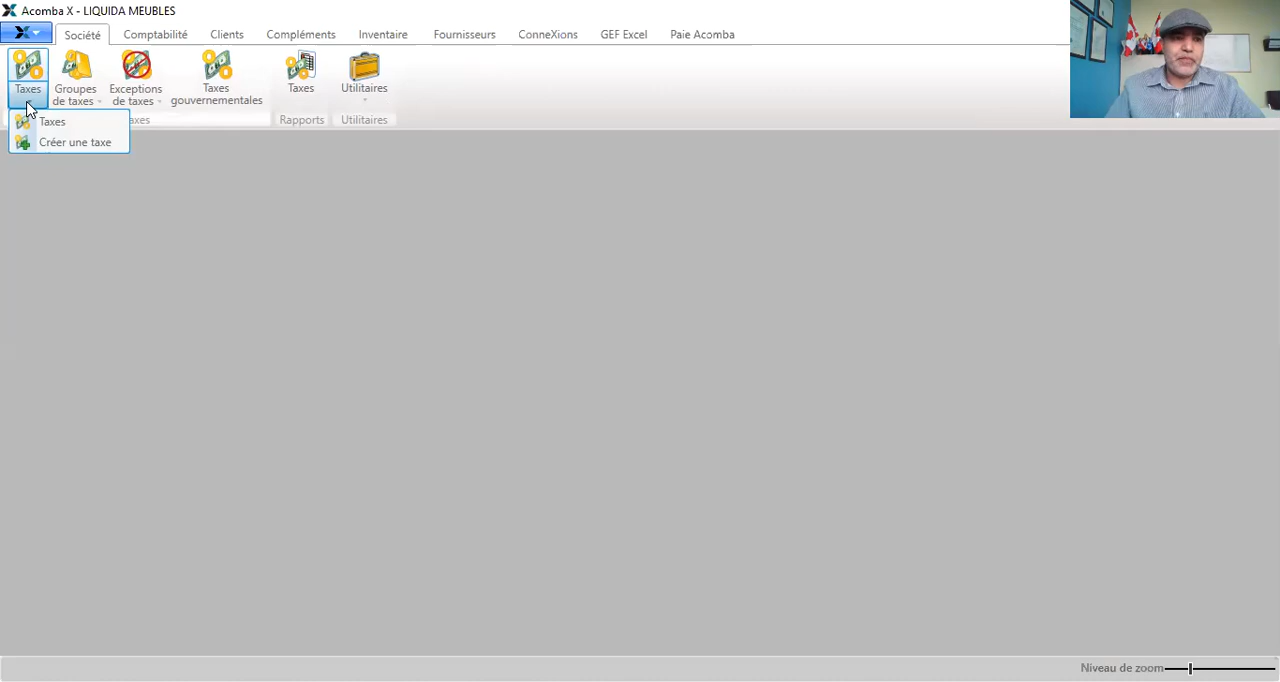 Acomba X - LIQUIDA MEUBLES
Société Comptabilité Clients Compléments Inventaire Fournisseurs ConneXions GEF Excel Paie Acomba
Taxes Groupes de taxes Exceptions de taxes Taxes gouvernementales Taxes Utilitaires
axes Rapports Utilitaires
Taxes
Créer une taxe
Niveau de zoom